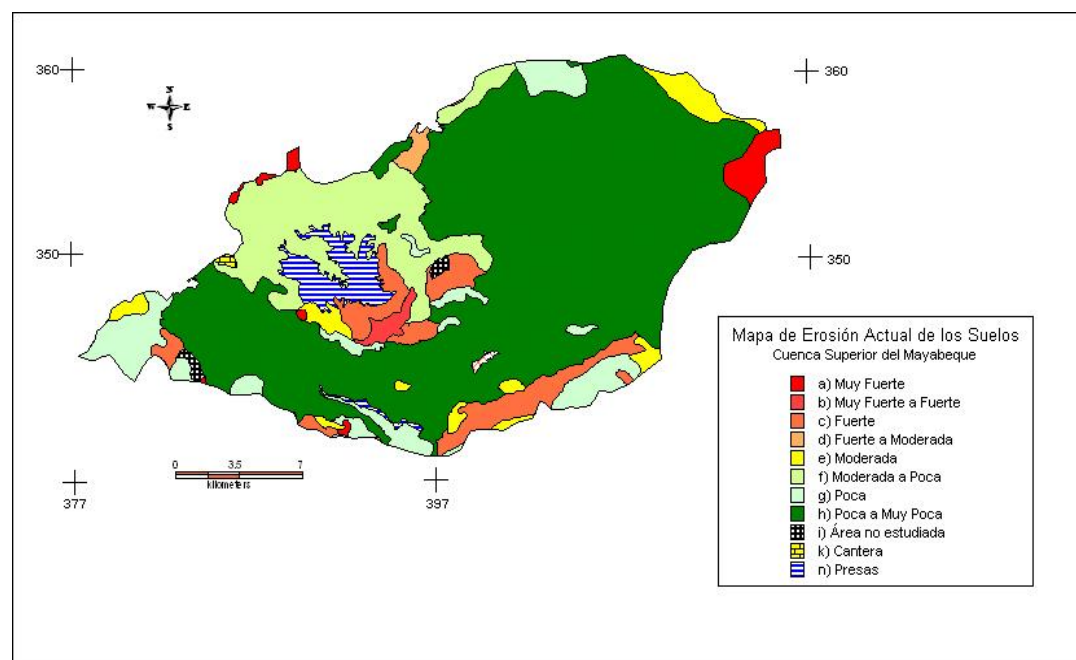 360
360
N
W E
S
350
350
Mapa de Erosión Actual de los Suelos
Cuenca Superior del Mayabeque
a) Muy Fuerte
b) Muy Fuerte a Fuerte
c) Fuerte
d) Fuerte a Moderada
e) Moderada
f) Moderada a Poca
g) Poca
h) Poca a Muy Poca
i) Área no estudiada
k) Cantera
n) Presas
0 3.5 7
kilometers
377
397